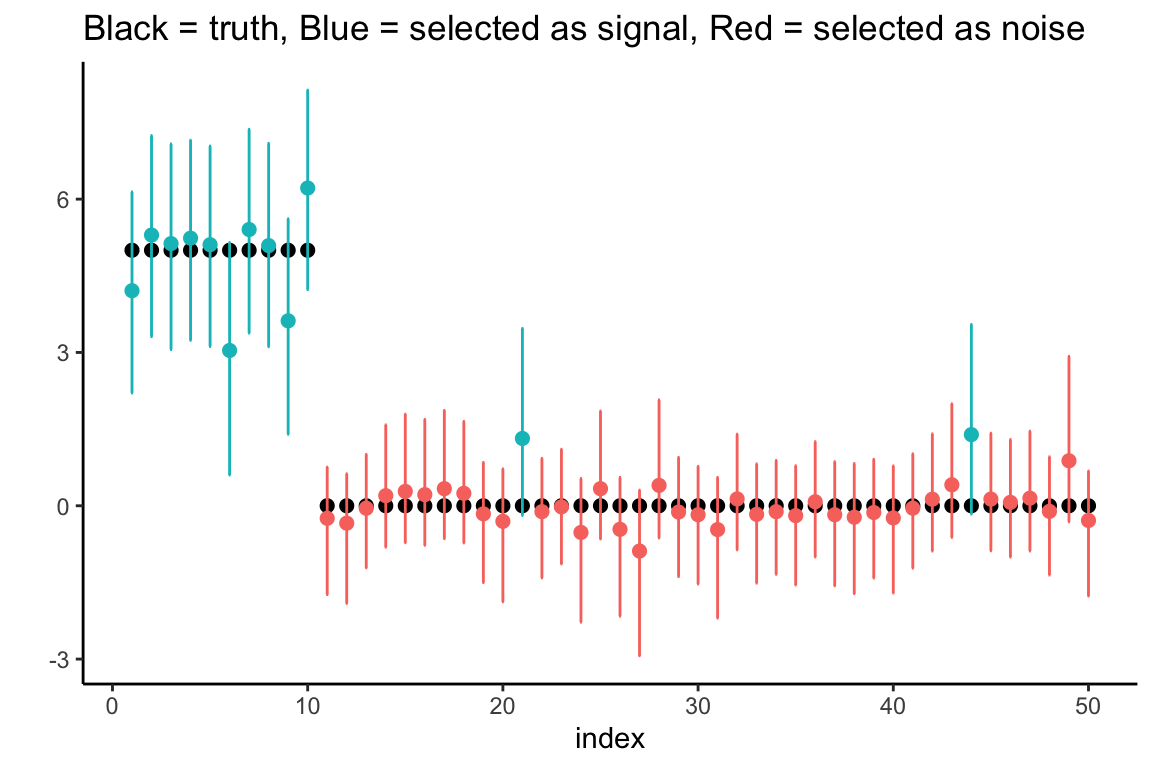 Black = truth, Blue = selected as signal, Red = selected as noise
6
3
0
-3
0 10 20 30 40 50
index